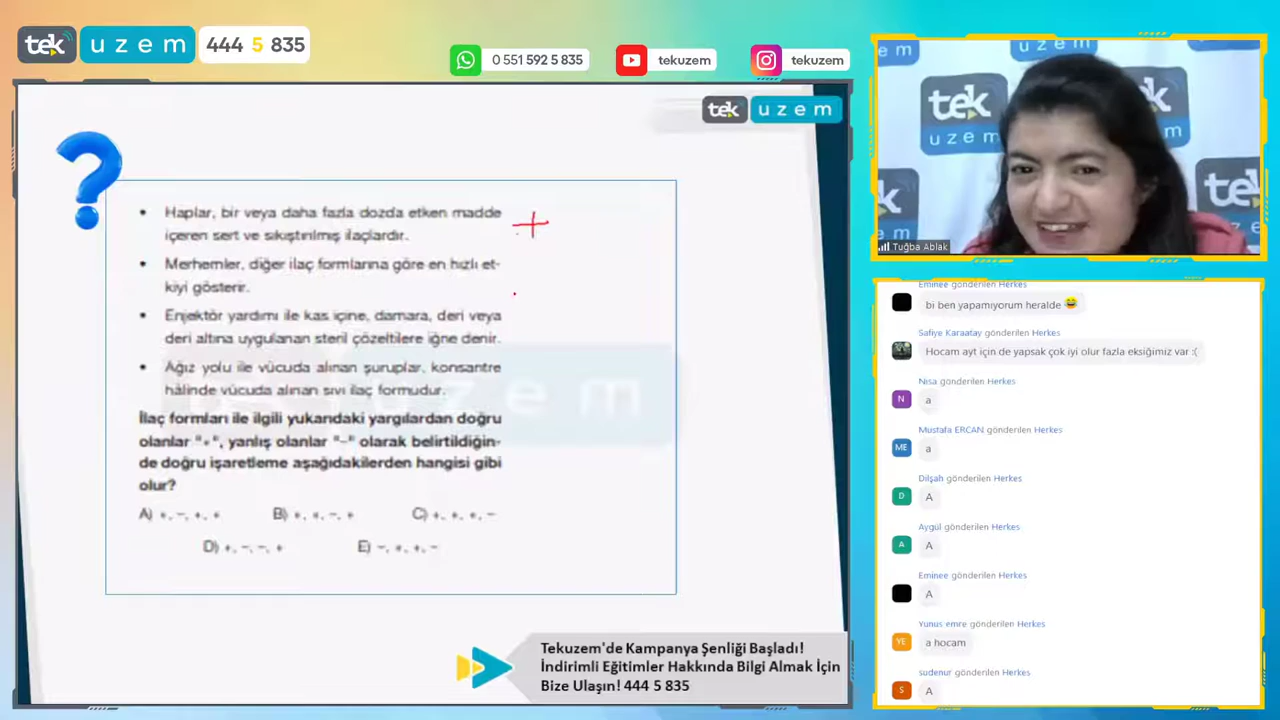 tek uzem 444 5 835
0 551 592 5 835
tekuzem
tekuzem
tek uzem
• Haplar, bir veya daha fazla dozda etken madde
içeren sert ve sıkıştırılmış ilaçlardır.
+
• Merhemler, diğer ilaç formlarına göre en hızlı et-
kiyi gösterir.
• Enjektör yardımı ile kas içine, damara, deri veya
deri altına uygulanan steril çözeltilere iğne denir.
• Ağız yolu ile vücuda alınan şuruplar, konsantre
hâlinde vücuda alınan sıvı ilaç formudur.
İlaç formları ile ilgili yukarıdaki yargılardan doğru
olanlar "+", yanlış olanlar "–" olarak belirtildiğin-
de doğru işaretleme aşağıdakilerden hangisi gibi
olur?
A) +, –, +, + B) +, +, –, + C) +, +, +, –
D) +, –, –, + E) –, +, +, –
Tekuzem'de Kampanya Şenliği Başladı!
İndirimli Eğitimler Hakkında Bilgi Almak İçin
Bize Ulaşın! 444 5 835
tek uzem
Tuğba Ablak
Eminee gönderilen Herkes
bi ben yapamıyorum heralde 😂
Safiye Karaatay gönderilen Herkes
Hocam ayt için de yapsak çok iyi olur fazla eksiğimiz var :(
Nisa gönderilen Herkes
N a
Mustafa ERCAN gönderilen Herkes
ME a
Dilşah gönderilen Herkes
D A
Aygül gönderilen Herkes
A A
Eminee gönderilen Herkes
A
Yunus emre gönderilen Herkes
YE a hocam
sudenur gönderilen Herkes
S A